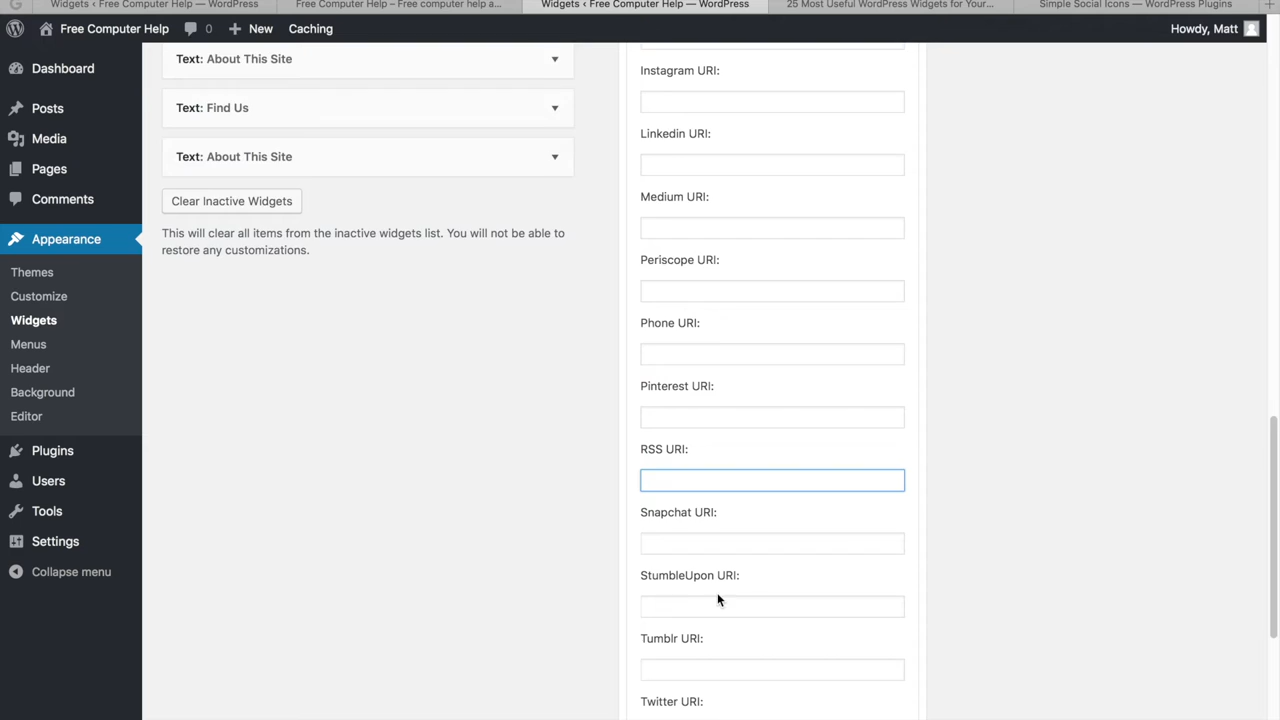 Widgets ‹ Free Computer Help — WordPress
Free Computer Help – Free computer help a...
Widgets ‹ Free Computer Help — WordPress
25 Most Useful WordPress Widgets for Your...
Simple Social Icons — WordPress Plugins
Free Computer Help
0
New
Caching
Howdy, Matt
Dashboard
Posts
Media
Pages
Comments
Appearance
Themes
Customize
Widgets
Menus
Header
Background
Editor
Plugins
Users
Tools
Settings
Collapse menu
Text: About This Site
Text: Find Us
Text: About This Site
Clear Inactive Widgets
This will clear all items from the inactive widgets list. You will not be able to
restore any customizations.
Instagram URI:
Linkedin URI:
Medium URI:
Periscope URI:
Phone URI:
Pinterest URI:
RSS URI:
Snapchat URI:
StumbleUpon URI:
Tumblr URI:
Twitter URI: